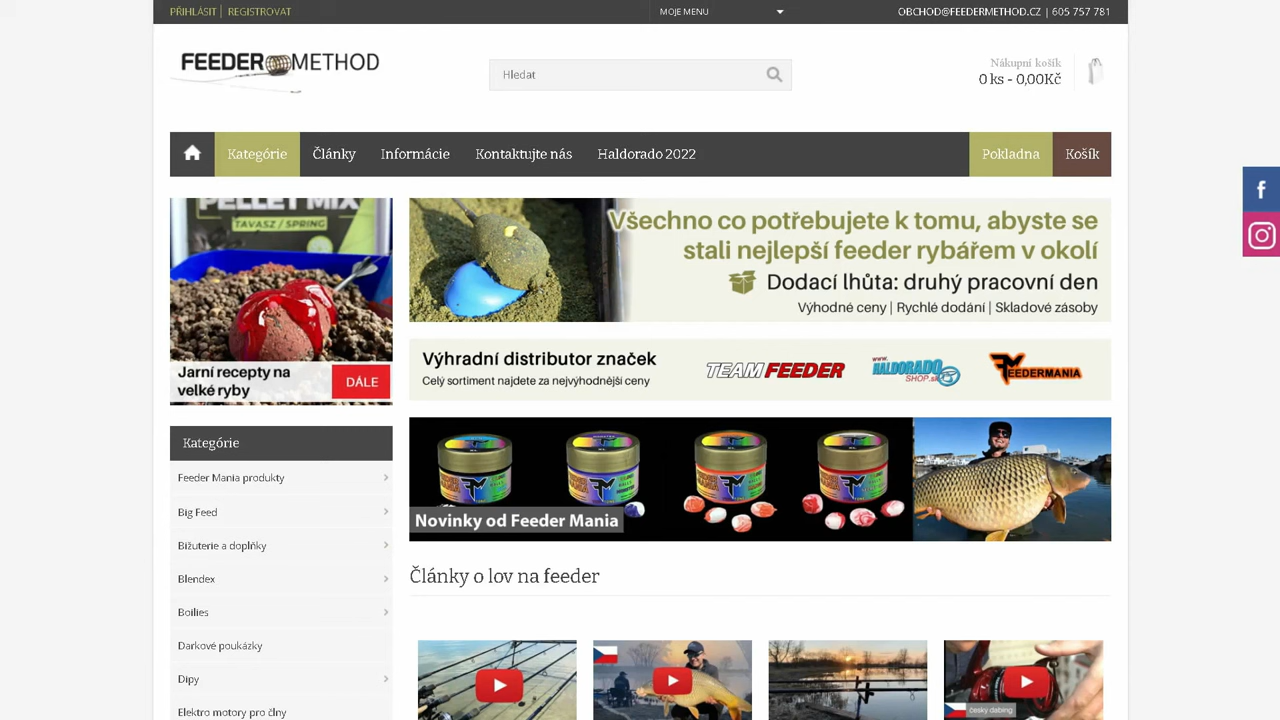 PŘIHLÁSIT | REGISTROVAT
MOJE MENU
OBCHOD@FEEDERMETHOD.CZ | 605 757 781
FEEDER METHOD
Hledat
Nákupní košík
0 ks - 0,00Kč
Kategórie
Články
Informácie
Kontaktujte nás
Haldorado 2022
Pokladna
Košík
PELLET MIX
TAVASZ / SPRING
Jarní recepty na
velké ryby
DÁLE
Všechno co potřebujete k tomu, abyste se
stali nejlepší feeder rybářem v okolí
Dodací lhůta: druhý pracovní den
Výhodné ceny | Rychlé dodání | Skladové zásoby
Výhradní distributor značek
Celý sortiment najdete za nejvýhodnější ceny
TEAM FEEDER
www.
HALDORADO
SHOP.sk
FEEDERMANIA
Novinky od Feeder Mania
Kategórie
Feeder Mania produkty
Big Feed
Bižuterie a doplňky
Blendex
Boilies
Darkové poukázky
Dipy
Elektro motory pro člny
Články o lov na feeder
česky dabing